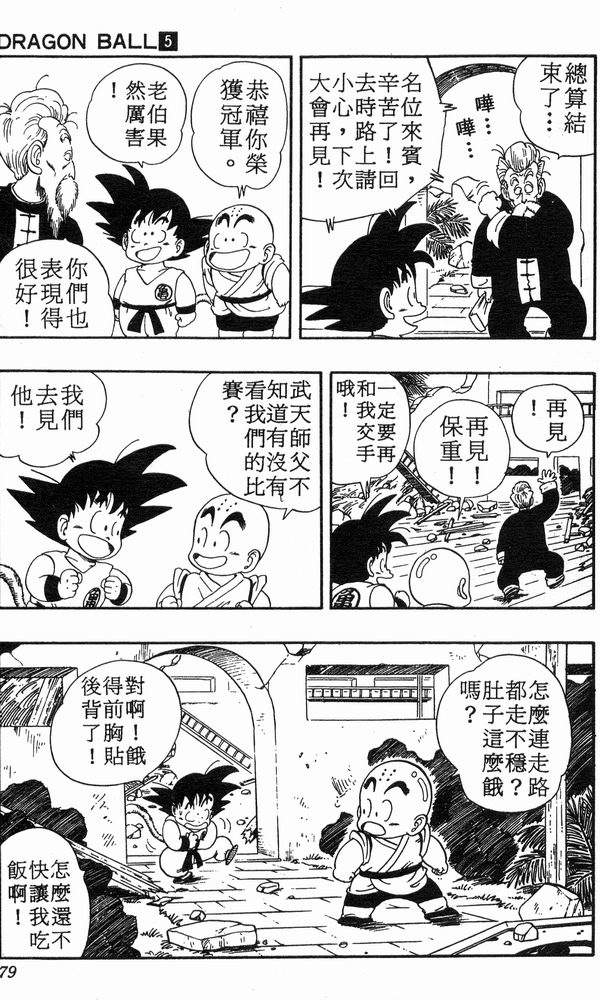 DRAGON BALL 5
總算結
束了⋯
嘩⋯
嘩⋯
名位來賓，
辛苦了！回
去時路上請
小心，下次
大會再見！
恭禧你榮
獲冠軍。
老伯果
然厲害
！
你們也
表現得
很好！
再見
！
再見
保重！
一定要再
和我交手
哦！
武天師父不
知道有沒有
看我們的比
賽？
我們
去見
他！
怎麼連走路
都走不穩？
肚子這麼餓
嗎？
對啊！餓
得前胸貼
後背了！
怎麼還不
快讓我吃
飯啊！
79